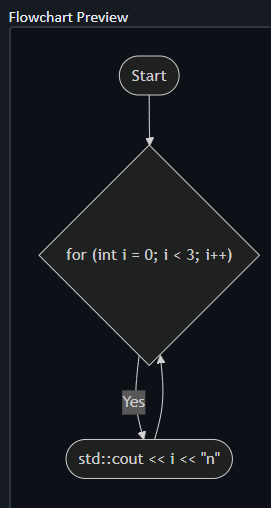 Flowchart Preview
Start
for (int i = 0; i < 3; i++)
Yes
std::cout << i << "n"